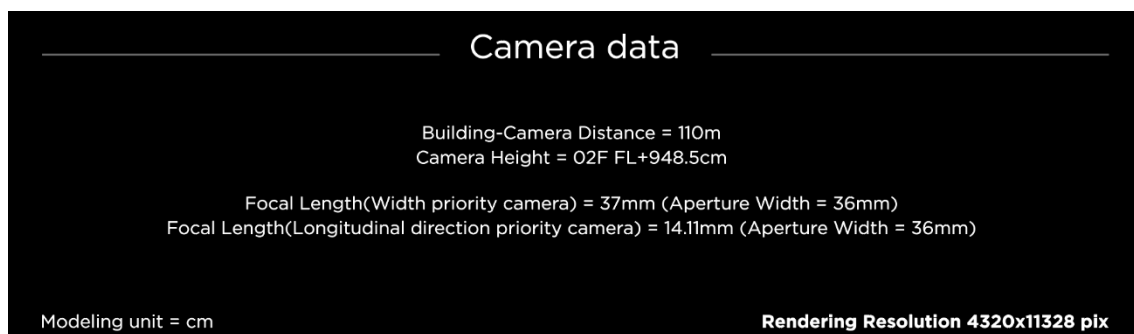 Camera data
Building-Camera Distance = 110m
Camera Height = 02F FL+948.5cm
Focal Length(Width priority camera) = 37mm (Aperture Width = 36mm)
Focal Length(Longitudinal direction priority camera) = 14.11mm (Aperture Width = 36mm)
Modeling unit = cm
Rendering Resolution 4320x11328 pix